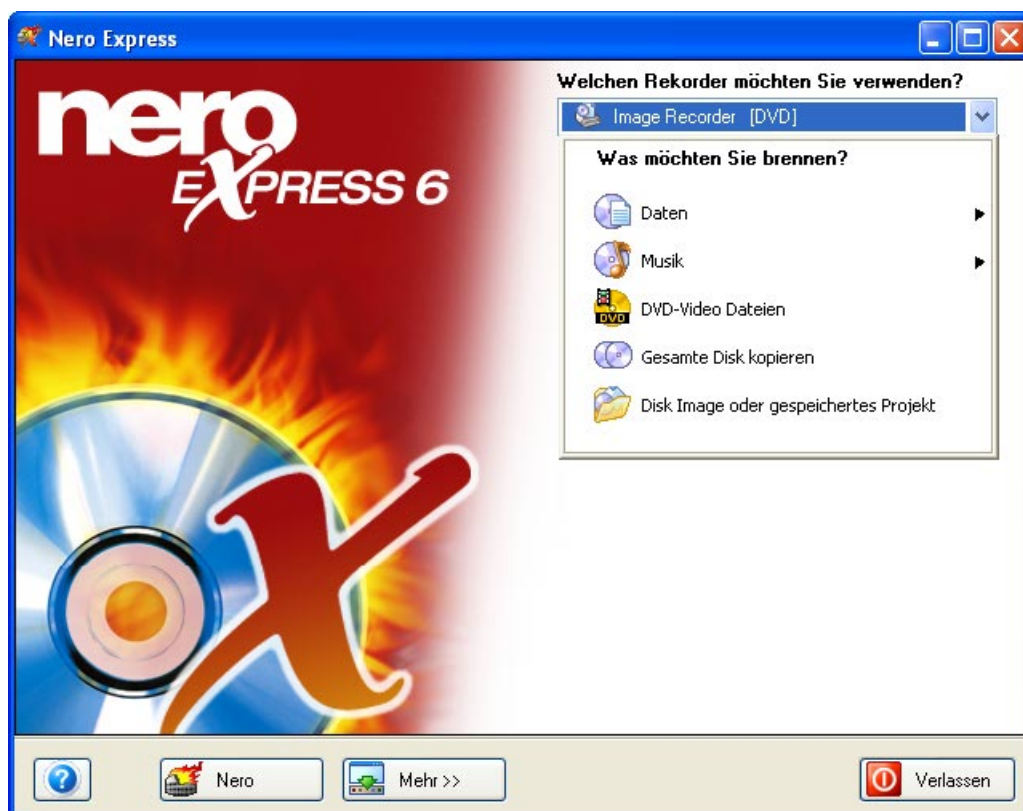 Nero Express
nero
EXPRESS 6
Welchen Rekorder möchten Sie verwenden?
Image Recorder [DVD]
Was möchten Sie brennen?
Daten
Musik
DVD
DVD-Video Dateien
Gesamte Disk kopieren
Disk Image oder gespeichertes Projekt
?
Nero
Mehr >>
Verlassen